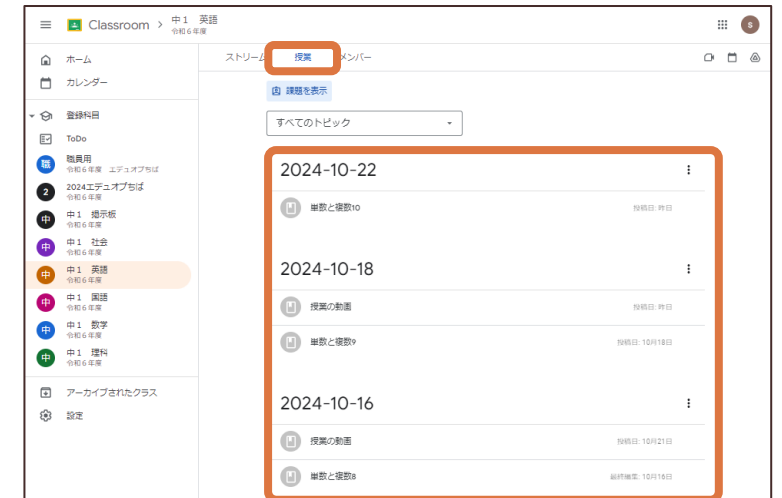 Classroom > 中1 英語
令和6年度
S
ホーム
カレンダー
登録科目
ToDo
職 職員用
令和6年度 エデュオプちば
2 2024エデュオプちば
令和6年度
中 中1 掲示板
令和6年度
中 中1 社会
令和6年度
中 中1 英語
令和6年度
中 中1 国語
令和6年度
中 中1 数学
令和6年度
中 中1 理科
令和6年度
アーカイブされたクラス
設定
ストリーム 授業 メンバー
課題を表示
すべてのトピック
2024-10-22
単数と複数10 投稿日: 昨日
2024-10-18
授業の動画 投稿日: 昨日
単数と複数9 投稿日: 10月18日
2024-10-16
授業の動画 投稿日: 10月21日
単数と複数8 最終編集: 10月16日